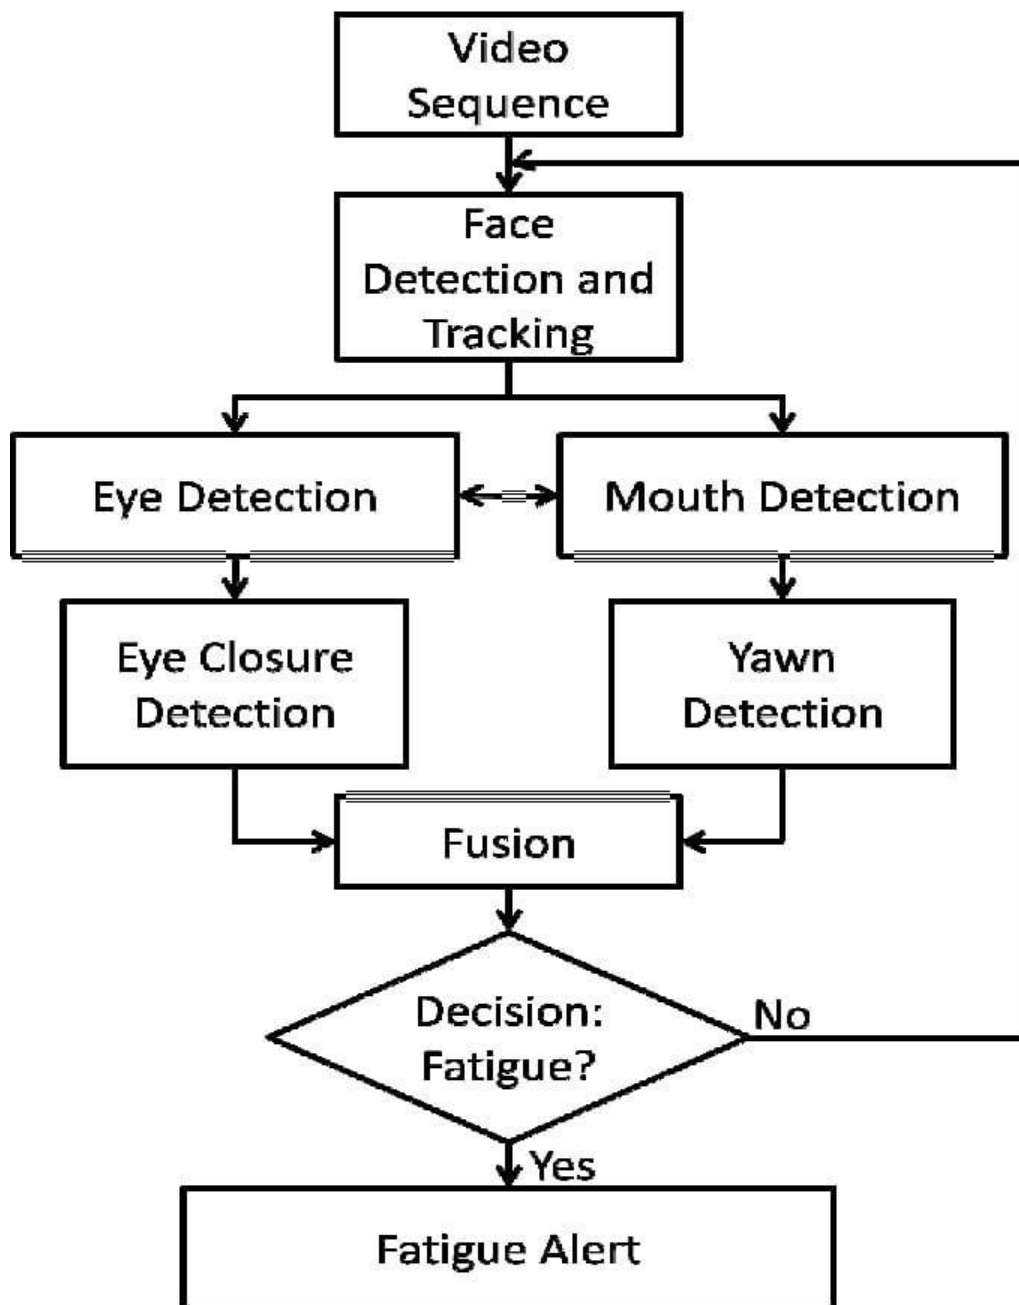 Video
Sequence
Face
Detection and
Tracking
Eye Detection
Mouth Detection
Eye Closure
Detection
Yawn
Detection
Fusion
Decision:
Fatigue?
No
Yes
Fatigue Alert